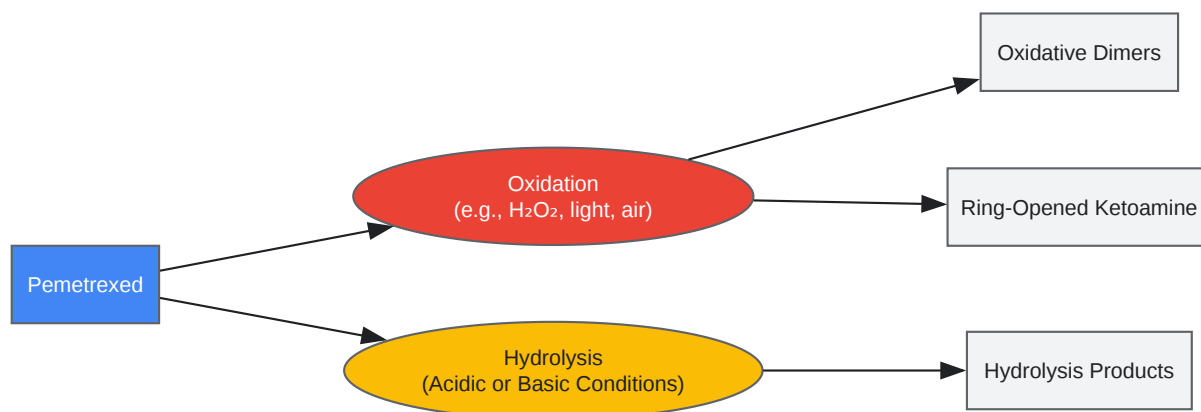 Oxidative Dimers
Oxidation
(e.g., H₂O₂, light, air)
Ring-Opened Ketoamine
Pemetrexed
Hydrolysis
(Acidic or Basic Conditions)
Hydrolysis Products